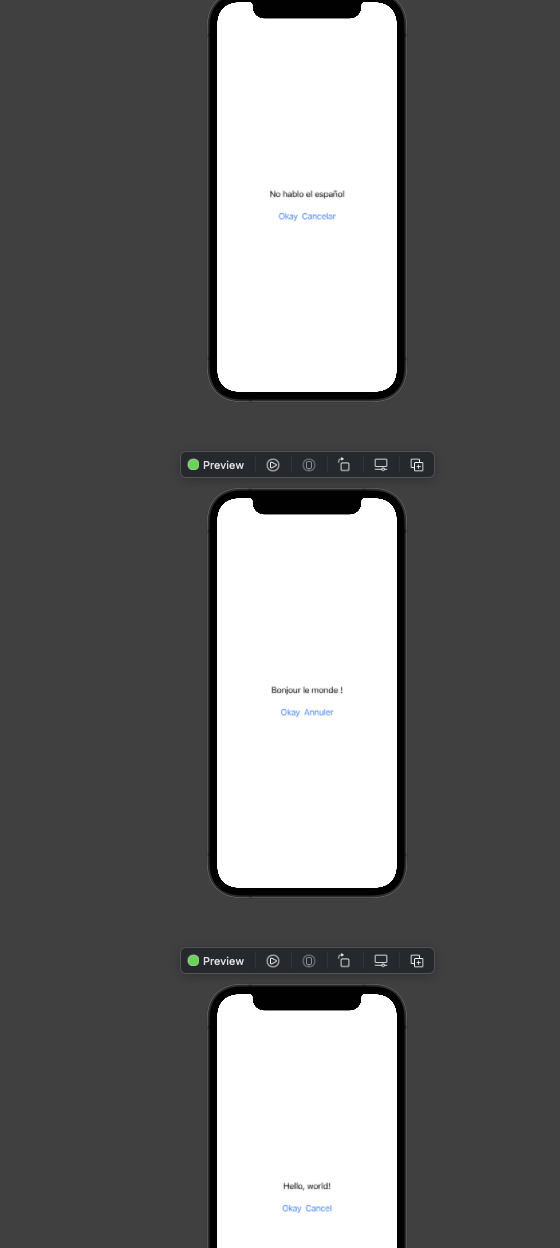 No hablo el español
Okay Cancelar
Preview
Bonjour le monde !
Okay Annuler
Preview
Hello, world!
Okay Cancel